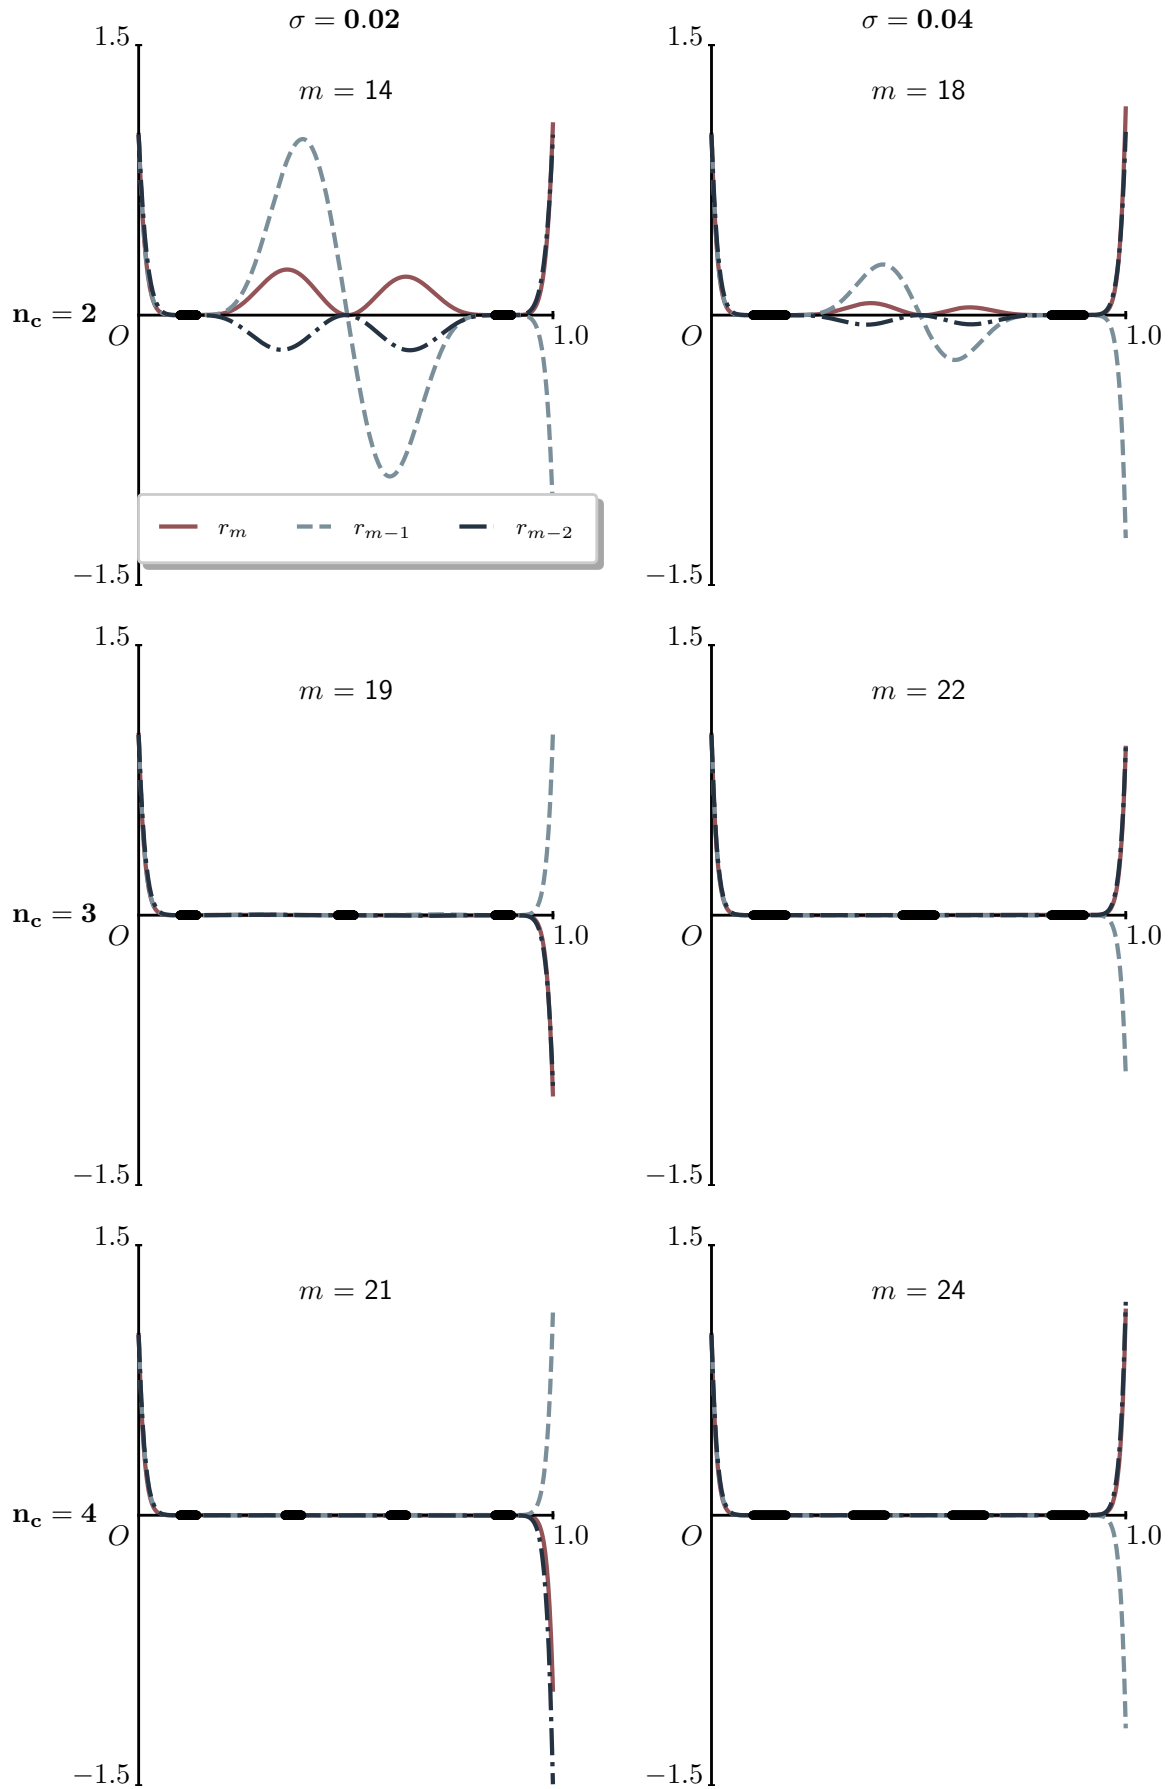 σ = 0.02
σ = 0.04
1.5
1.5
m = 14
m = 18
n_c = 2
O
1.0
O
1.0
r_m
r_{m−1}
r_{m−2}
−1.5
−1.5
1.5
1.5
m = 19
m = 22
n_c = 3
O
1.0
O
1.0
−1.5
−1.5
1.5
1.5
m = 21
m = 24
n_c = 4
O
1.0
O
1.0
−1.5
−1.5